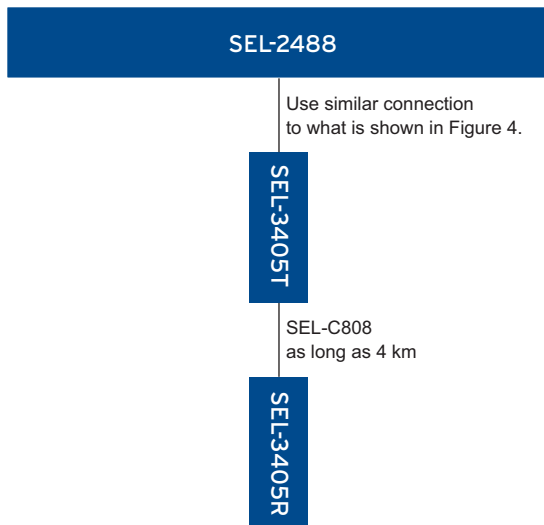 SEL-2488
Use similar connection
to what is shown in Figure 4.
SEL-3405T
SEL-C808
as long as 4 km
SEL-3405R